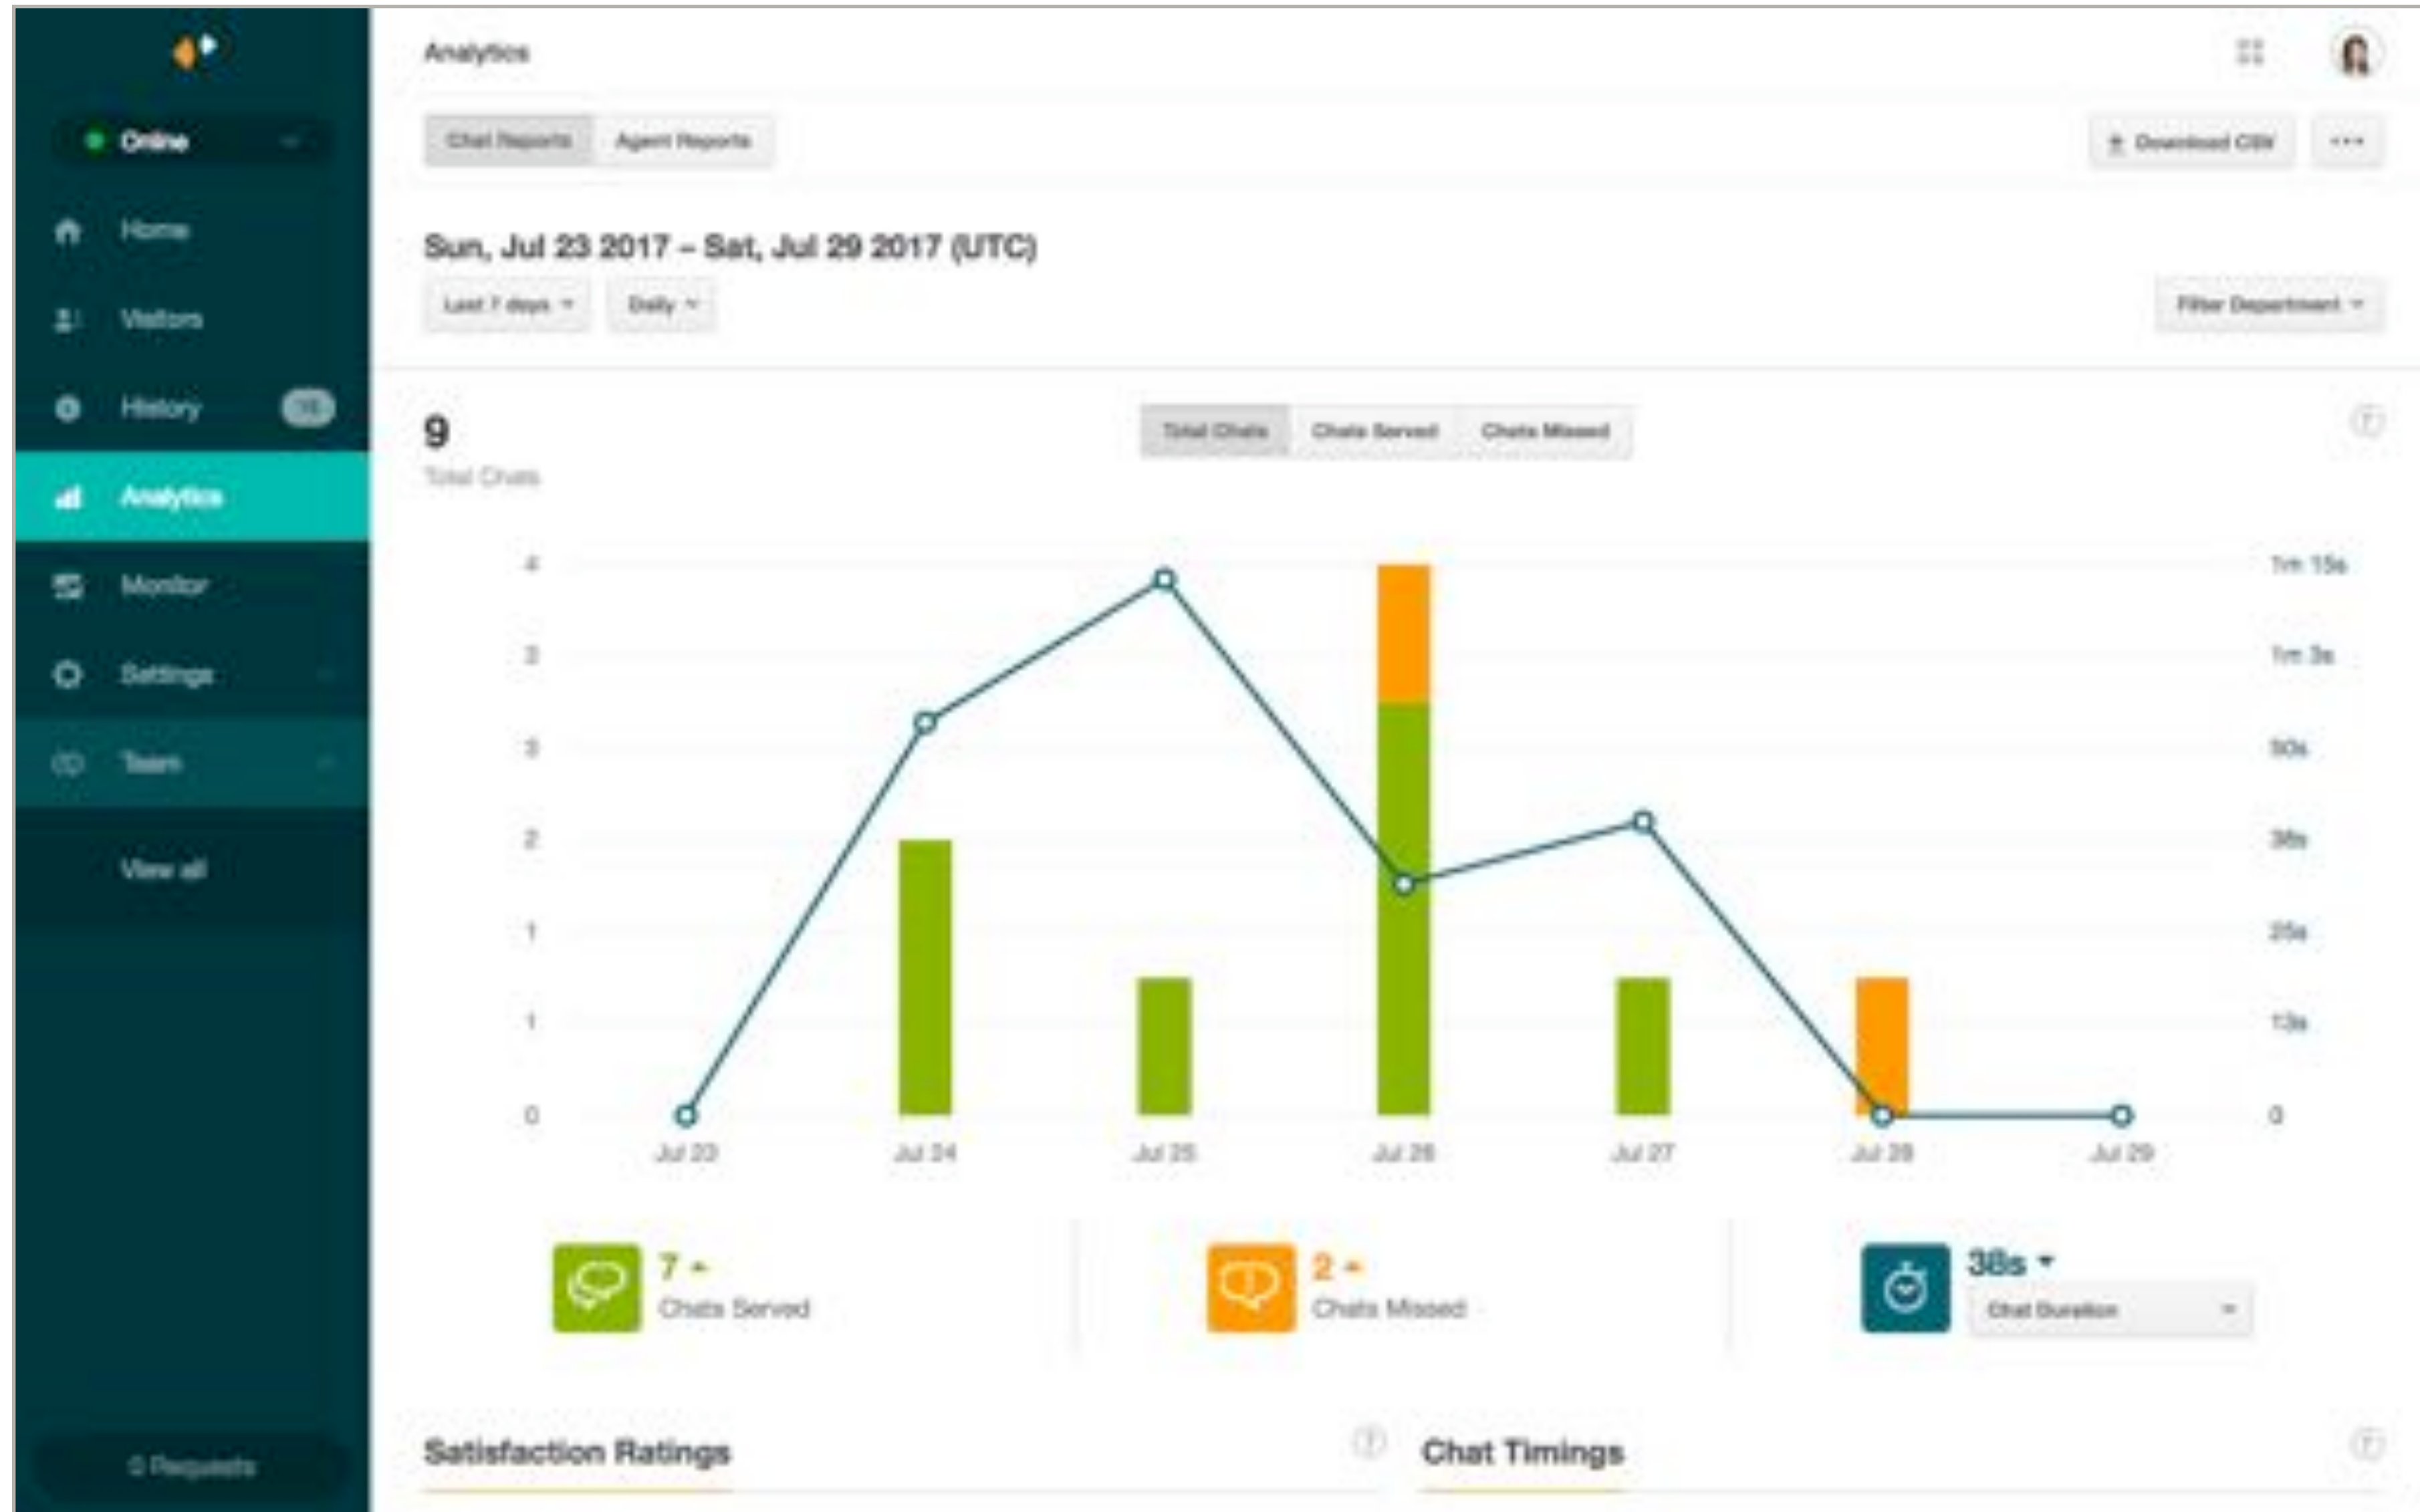 Analytics
Online
Chat Reports
Agent Reports
Download CSV
Home
Sun, Jul 23 2017 – Sat, Jul 29 2017 (UTC)
Visitors
Last 7 days
Daily
Filter Department
History
9
Total Chats
Total Chats
Chats Served
Chats Missed
Analytics
Monitor
Settings
Team
View all
4
3
3
2
1
1
0
1m 15s
1m 3s
50s
38s
25s
13s
0
Jul 23
Jul 24
Jul 25
Jul 26
Jul 27
Jul 28
Jul 29
7
Chats Served
2
Chats Missed
38s
Chat Duration
0 Requests
Satisfaction Ratings
Chat Timings